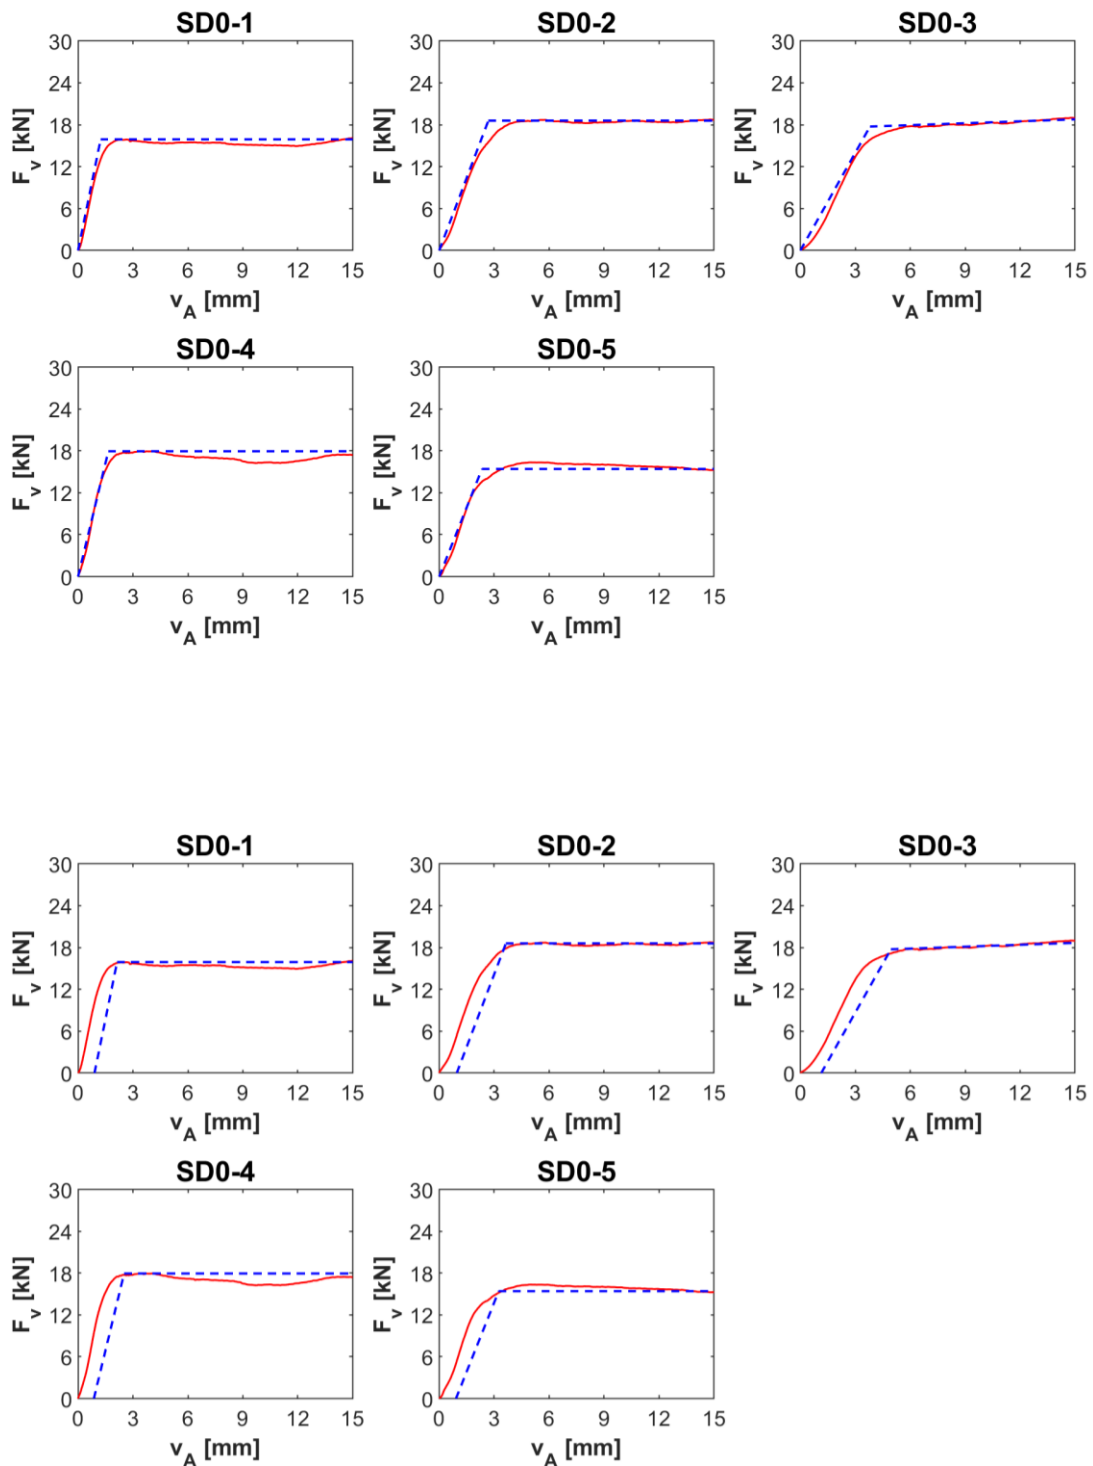 SD0-1 SD0-2 SD0-3
30 30 30
24 24 24
18 18 18
12 12 12
6 6 6
0 0 0
F_v [kN] F_v [kN] F_v [kN]
0 3 6 9 12 15 0 3 6 9 12 15 0 3 6 9 12 15
v_A [mm] v_A [mm] v_A [mm]
SD0-4 SD0-5
30 30
24 24
18 18
12 12
6 6
0 0
F_v [kN] F_v [kN]
0 3 6 9 12 15 0 3 6 9 12 15
v_A [mm] v_A [mm]
SD0-1 SD0-2 SD0-3
30 30 30
24 24 24
18 18 18
12 12 12
6 6 6
0 0 0
F_v [kN] F_v [kN] F_v [kN]
0 3 6 9 12 15 0 3 6 9 12 15 0 3 6 9 12 15
v_A [mm] v_A [mm] v_A [mm]
SD0-4 SD0-5
30 30
24 24
18 18
12 12
6 6
0 0
F_v [kN] F_v [kN]
0 3 6 9 12 15 0 3 6 9 12 15
v_A [mm] v_A [mm]